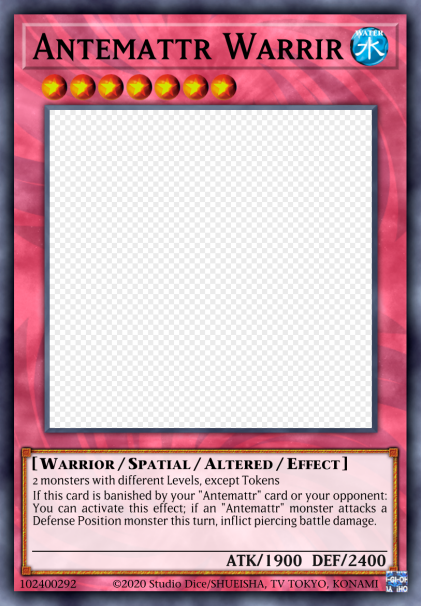 ANTEMATTR WARRIR
WATER
水
[WARRIOR/SPATIAL/ALTERED/EFFECT]
2 monsters with different Levels, except Tokens
If this card is banished by your "Antemattr" card or your opponent:
You can activate this effect; if an "Antemattr" monster attacks a
Defense Position monster this turn, inflict piercing battle damage.
ATK/1900 DEF/2400
102400292 ©2020 Studio Dice/SHUEISHA, TV TOKYO, KONAMI